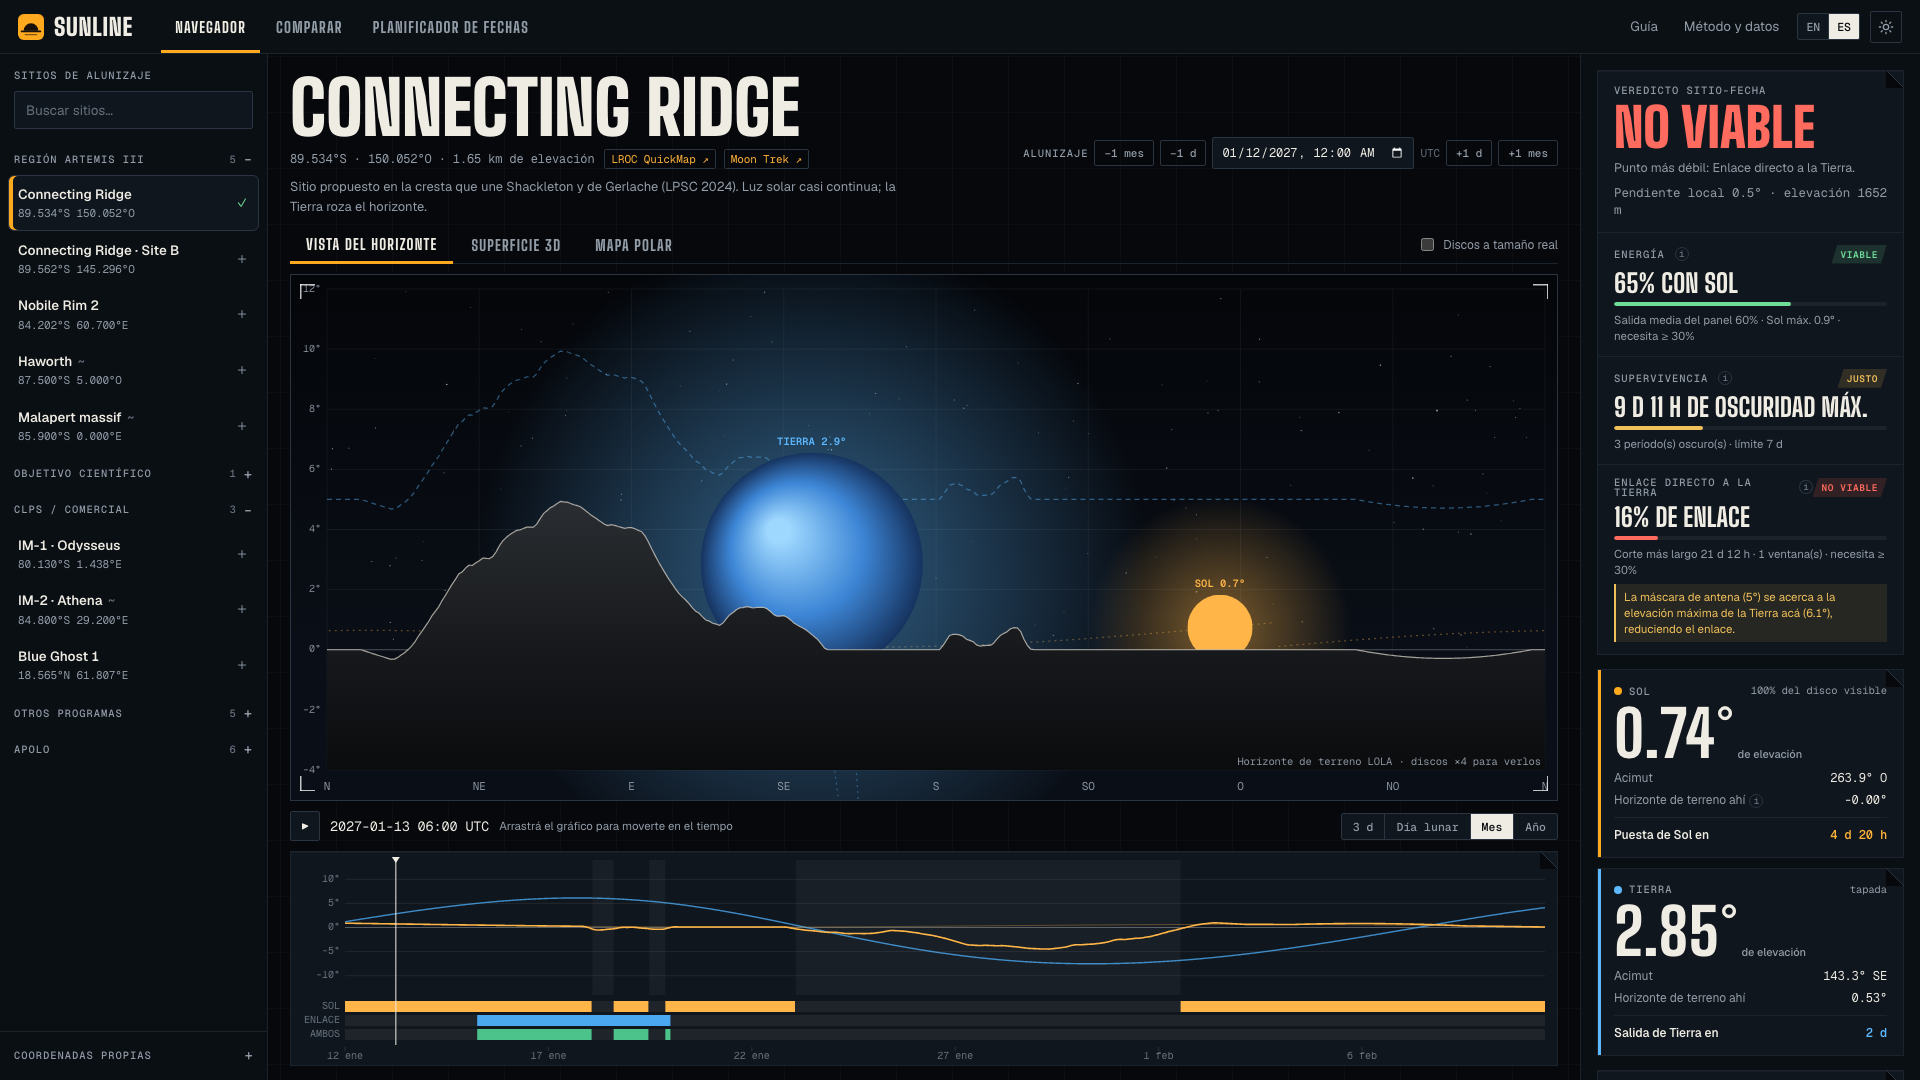 SUNLINE
NAVEGADOR
COMPARAR
PLANIFICADOR DE FECHAS
Guía
Método y datos
EN
ES
SITIOS DE ALUNIZAJE
Buscar sitios…
REGIÓN ARTEMIS III 5 −
Connecting Ridge
89.534°S 150.052°O
✓
Connecting Ridge · Site B
89.562°S 145.296°O
+
Nobile Rim 2
84.202°S 60.700°E
+
Haworth ~
87.500°S 5.000°O
+
Malapert massif ~
85.900°S 0.000°E
+
OBJETIVO CIENTÍFICO 1 +
CLPS / COMERCIAL 3 −
IM-1 · Odysseus
80.130°S 1.438°E
+
IM-2 · Athena ~
84.800°S 29.200°E
+
Blue Ghost 1
18.565°N 61.807°E
+
OTROS PROGRAMAS 5 +
APOLO 6 +
COORDENADAS PROPIAS +
CONNECTING RIDGE
89.534°S · 150.052°O · 1.65 km de elevación
LROC QuickMap ↗
Moon Trek ↗
Sitio propuesto en la cresta que une Shackleton y de Gerlache (LPSC 2024). Luz solar casi continua; la
Tierra roza el horizonte.
ALUNIZAJE
−1 mes
−1 d
01/12/2027, 12:00 AM
UTC
+1 d
+1 mes
VISTA DEL HORIZONTE
SUPERFICIE 3D
MAPA POLAR
Discos a tamaño real
12°
10°
8°
6°
4°
2°
0°
-2°
-4°
TIERRA 2.9°
SOL 0.7°
Horizonte de terreno LOLA · discos ×4 para verlos
N
NE
E
SE
S
SO
O
NO
N
2027-01-13 06:00 UTC
Arrastrá el gráfico para moverte en el tiempo
3 d
Día lunar
Mes
Año
10°
5°
0°
-5°
-10°
SOL
ENLACE
AMBOS
12 ene
17 ene
22 ene
27 ene
1 feb
6 feb
VEREDICTO SITIO-FECHA
NO VIABLE
Punto más débil: Enlace directo a la Tierra.
Pendiente local 0.5° · elevación 1652
m
ENERGÍA i
VIABLE
65% CON SOL
Salida media del panel 60% · Sol máx. 0.9° ·
necesita ≥ 30%
SUPERVIVENCIA i
JUSTO
9 D 11 H DE OSCURIDAD MÁX.
3 período(s) oscuro(s) · límite 7 d
ENLACE DIRECTO A LA
TIERRA
i
NO VIABLE
16% DE ENLACE
Corte más largo 21 d 12 h · 1 ventana(s) · necesita ≥
30%
La máscara de antena (5°) se acerca a la
elevación máxima de la Tierra acá (6.1°),
reduciendo el enlace.
SOL
100% del disco visible
0.74°
de elevación
Acimut 263.9° O
Horizonte de terreno ahí i -0.00°
Puesta de Sol en 4 d 20 h
TIERRA
tapada
2.85°
de elevación
Acimut 143.3° SE
Horizonte de terreno ahí 0.53°
Salida de Tierra en 2 d